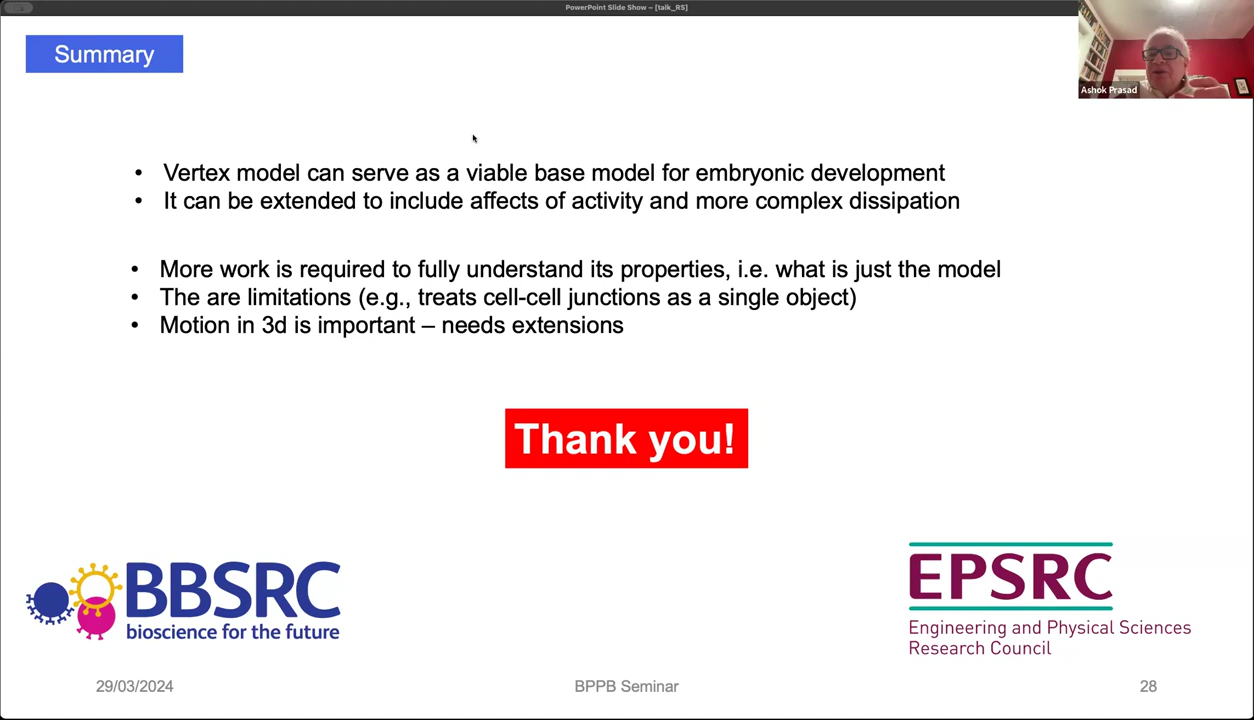 PowerPoint Slide Show – [talk_RS]
Summary
Ashok Prasad
• Vertex model can serve as a viable base model for embryonic development
• It can be extended to include affects of activity and more complex dissipation
• More work is required to fully understand its properties, i.e. what is just the model
• The are limitations (e.g., treats cell-cell junctions as a single object)
• Motion in 3d is important – needs extensions
Thank you!
BBSRC
bioscience for the future
EPSRC
Engineering and Physical Sciences
Research Council
29/03/2024
BPPB Seminar
28